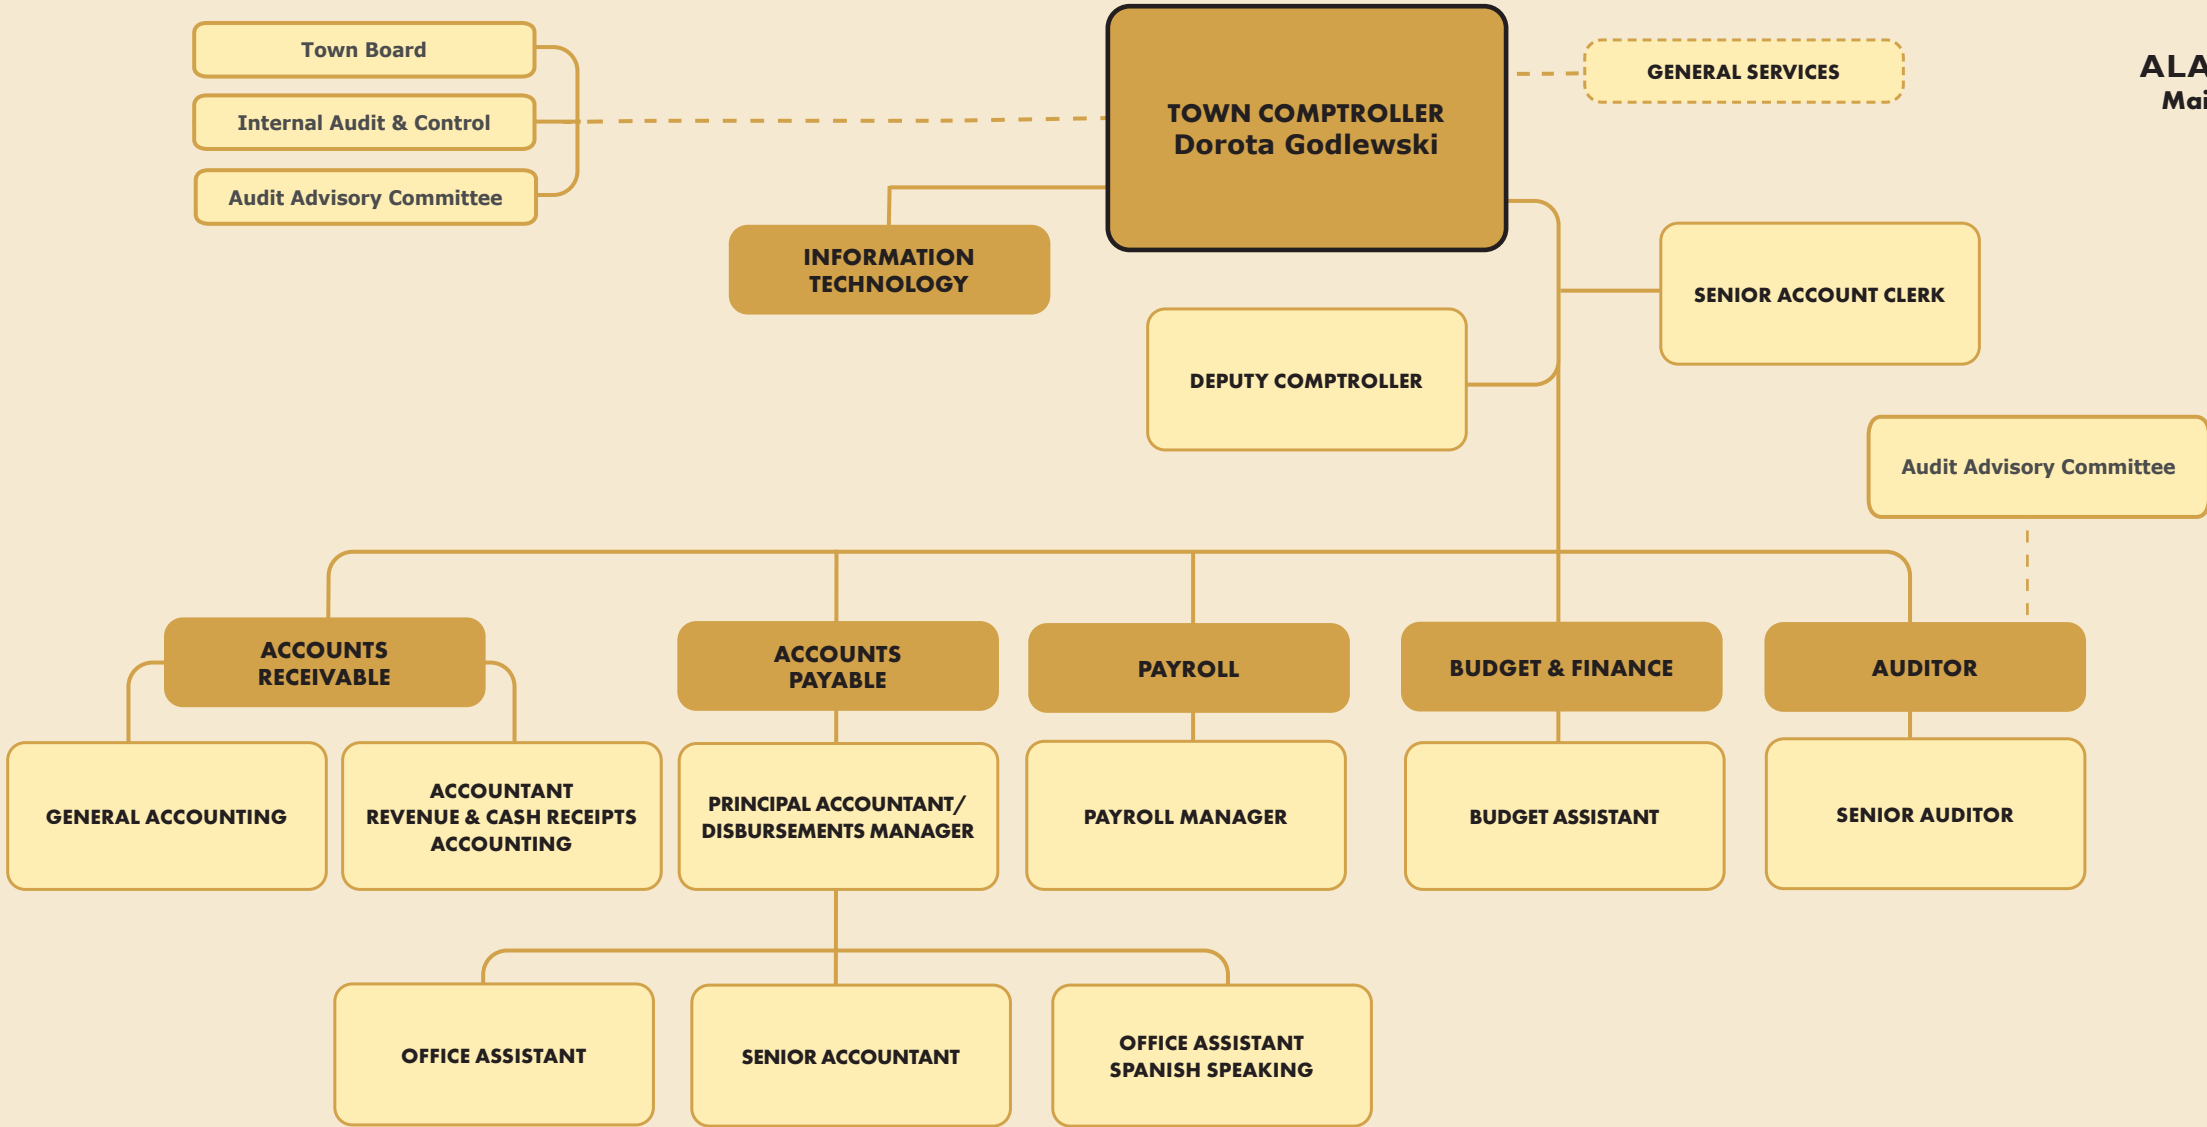 Town Board
Internal Audit & Control
Audit Advisory Committee
TOWN COMPTROLLER
Dorota Godlewski
GENERAL SERVICES
INFORMATION
TECHNOLOGY
SENIOR ACCOUNT CLERK
DEPUTY COMPTROLLER
Audit Advisory Committee
ACCOUNTS
RECEIVABLE
ACCOUNTS
PAYABLE
PAYROLL
BUDGET & FINANCE
AUDITOR
GENERAL ACCOUNTING
ACCOUNTANT
REVENUE & CASH RECEIPTS
ACCOUNTING
PRINCIPAL ACCOUNTANT/
DISBURSEMENTS MANAGER
PAYROLL MANAGER
BUDGET ASSISTANT
SENIOR AUDITOR
OFFICE ASSISTANT
SENIOR ACCOUNTANT
OFFICE ASSISTANT
SPANISH SPEAKING